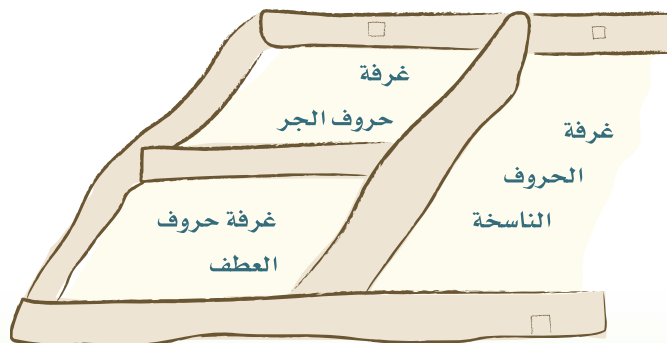 غرفة
الحروف
الناسخة
غرفة
حروف الجر
غرفة حروف
العطف